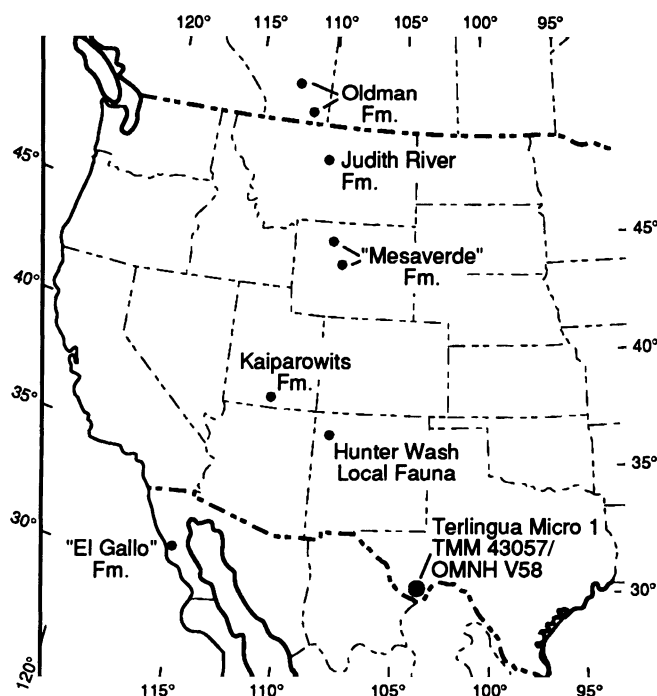 120° 115° 110° 105° 100° 95°
Oldman
Fm.
45°
Judith River
Fm.
45°
"Mesaverde"
Fm.
40°
40°
Kaiparowits
Fm.
35°
Hunter Wash
Local Fauna
35°
Terlingua Micro 1
TMM 43057/
OMNH V58
30°
"El Gallo"
Fm.
30°
120°
115° 110° 105° 100° 95°